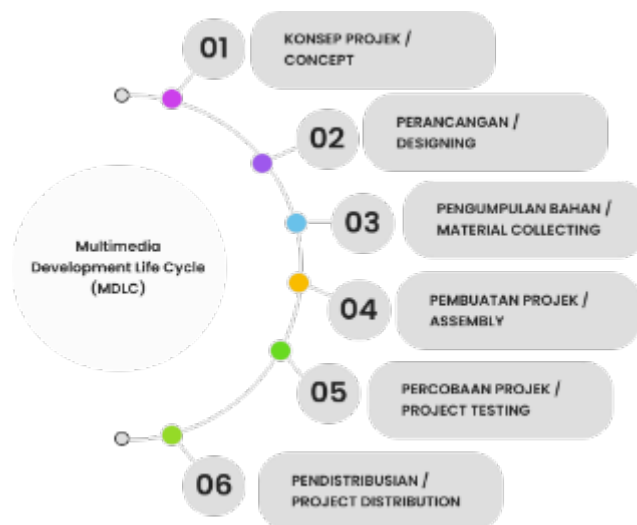 01
KONSEP PROJEK /
CONCEPT
02
PERANCANGAN /
DESIGNING
Multimedia
Development Life Cycle
(MDLC)
03
PENGUMPULAN BAHAN /
MATERIAL COLLECTING
04
PEMBUATAN PROJEK /
ASSEMBLY
05
PERCOBAAN PROJEK /
PROJECT TESTING
06
PENDISTRIBUSIAN /
PROJECT DISTRIBUTION